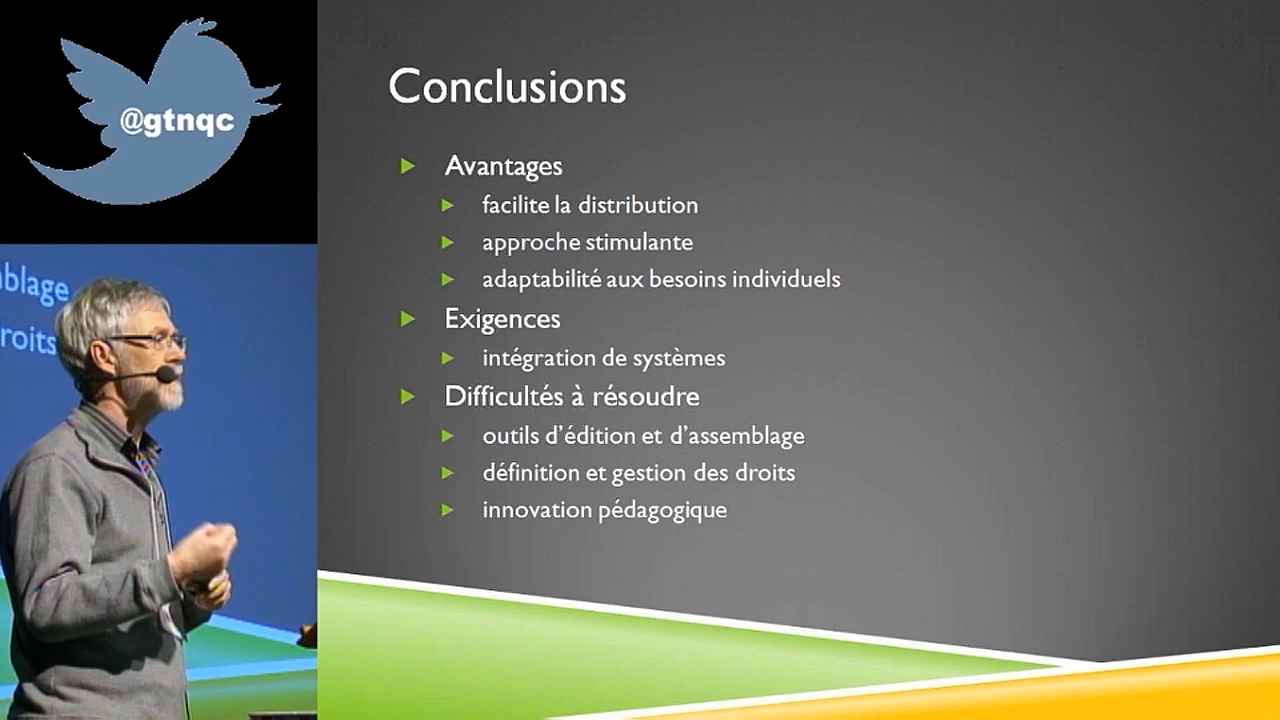 @gtnqc
Conclusions
Avantages
facilite la distribution
approche stimulante
adaptabilité aux besoins individuels
Exigences
intégration de systèmes
Difficultés à résoudre
outils d'édition et d'assemblage
définition et gestion des droits
innovation pédagogique
blage
roits